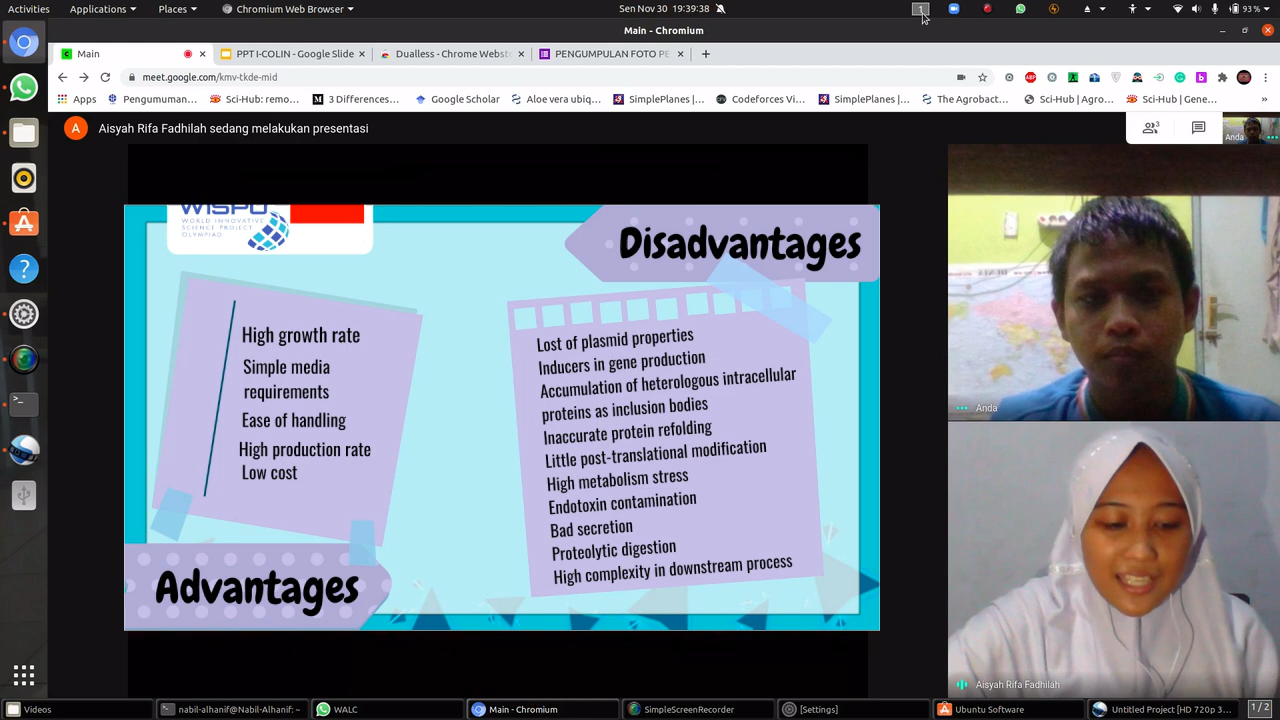 Activities
Applications
Places
Chromium Web Browser
Sen Nov 30 19:39:38
1
93%
Main - Chromium
Main
PPT I-COLIN - Google Slide
Dualless - Chrome Webst
PENGUMPULAN FOTO PE
meet.google.com/kmv-tkde-mid
ABP
Apps
Pengumuman…
Sci-Hub: remo…
3 Differences…
Google Scholar
Aloe vera ubiq…
SimplePlanes |…
Codeforces Vi…
SimplePlanes |…
The Agrobact…
Sci-Hub | Agro…
Sci-Hub | Gene…
»
A
Aisyah Rifa Fadhilah sedang melakukan presentasi
3
Anda
WISPO
WORLD INNOVATIVE
SCIENCE PROJECT
OLYMPIAD
Disadvantages
High growth rate
Simple media
requirements
Ease of handling
High production rate
Low cost
Lost of plasmid properties
Inducers in gene production
Accumulation of heterologous intracellular
proteins as inclusion bodies
Inaccurate protein refolding
Little post-translational modification
High metabolism stress
Endotoxin contamination
Bad secretion
Proteolytic digestion
High complexity in downstream process
Advantages
Anda
Aisyah Rifa Fadhilah
Videos
nabil-alhanif@Nabil-Alhanif: ~
WALC
Main - Chromium
SimpleScreenRecorder
[Settings]
Ubuntu Software
Untitled Project [HD 720p 3…
1 / 2